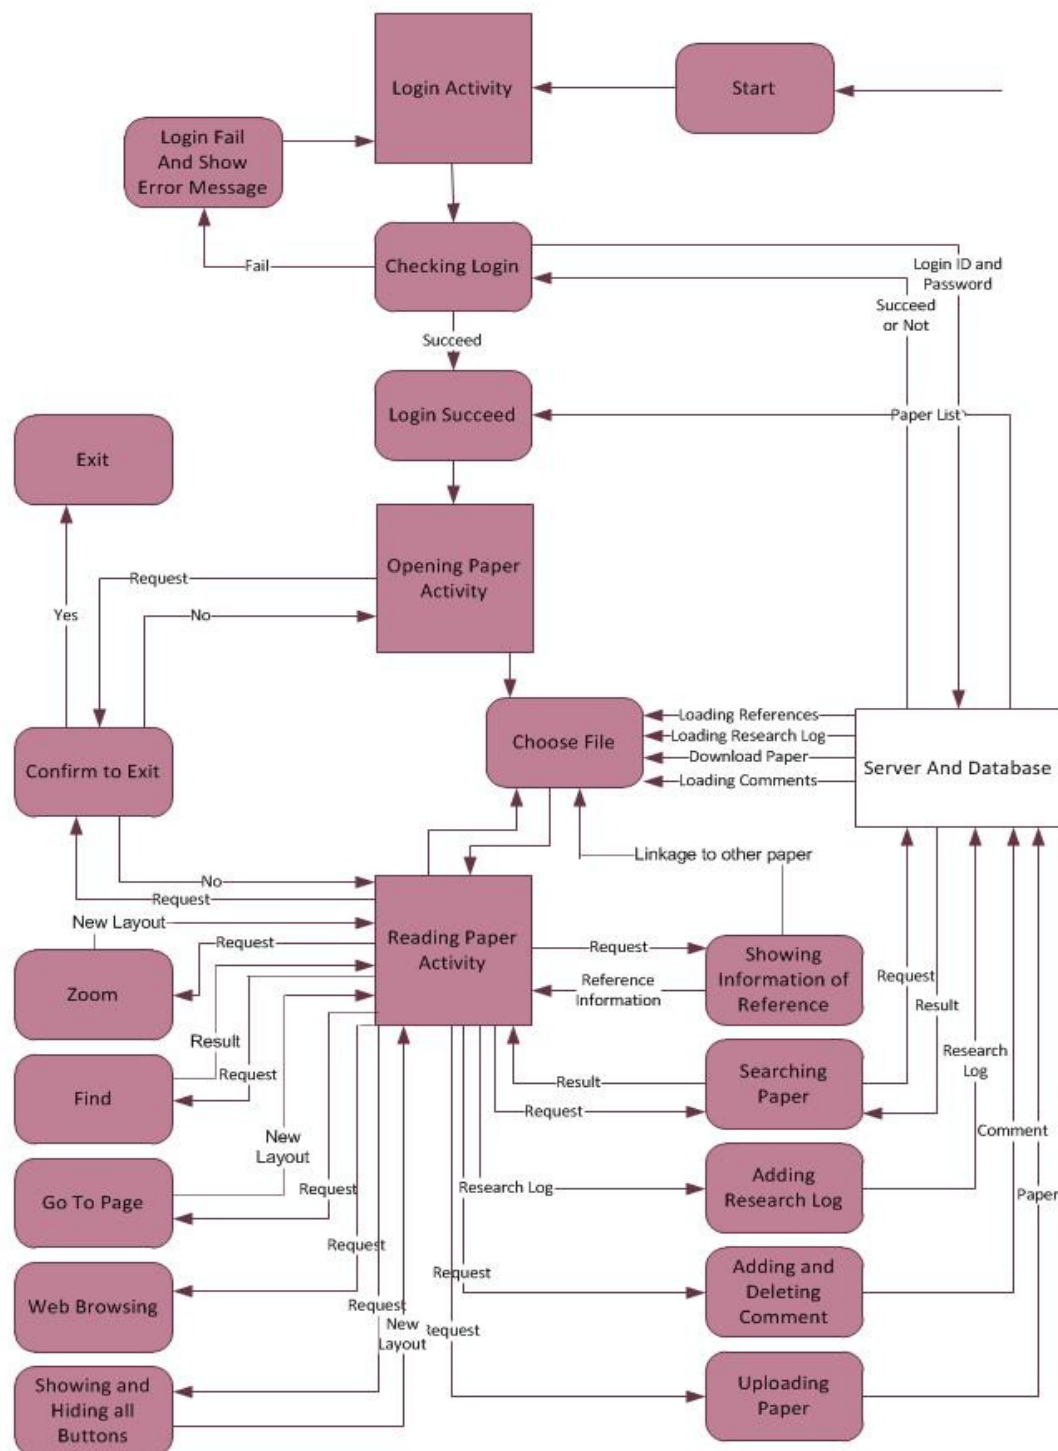 Login Activity
Start
Login Fail
And Show
Error Message
Checking Login
Fail
Login ID and
Password
Succeed
or Not
Succeed
Login Succeed
Paper List
Exit
Opening Paper
Activity
Request
Yes
No
Choose File
Loading References
Loading Research Log
Download Paper
Loading Comments
Server And Database
Confirm to Exit
Linkage to other paper
No
Request
New Layout
Reading Paper
Activity
Request
Request
Showing
Information of
Reference
Reference
Information
Zoom
Request
Result
Result
Request
Research
Log
Find
Result
Request
Searching
Paper
Comment
New
Layout
Go To Page
Request
Research Log
Adding
Research Log
Paper
Request
Request
Web Browsing
Request
Adding and
Deleting
Comment
New
Layout
Request
Showing and
Hiding all
Buttons
Uploading
Paper